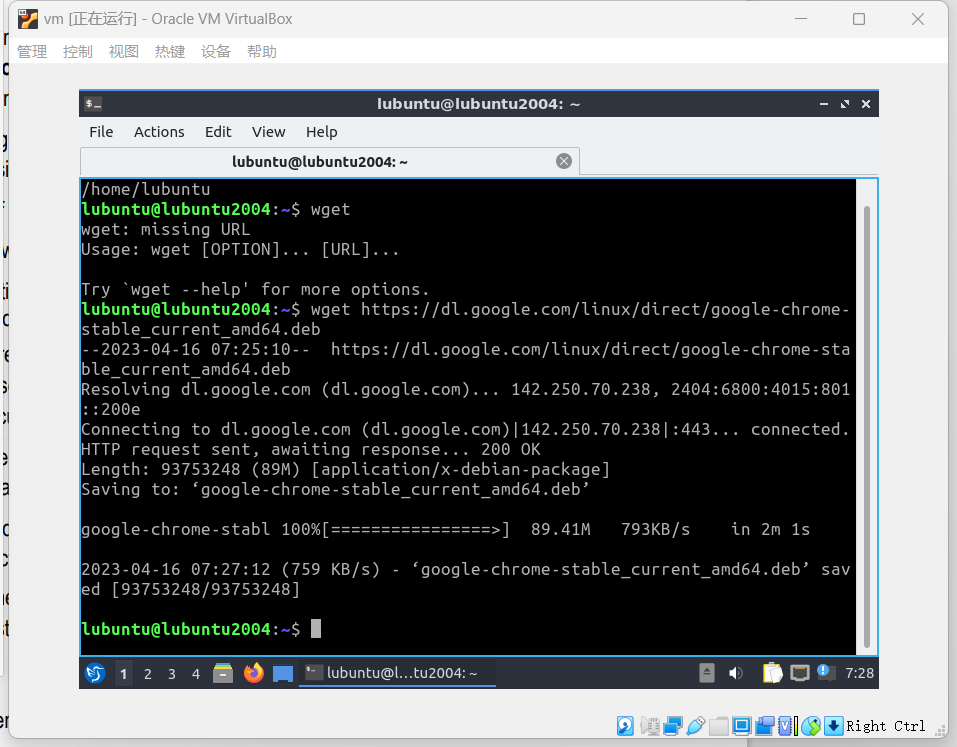 vm [正在运行] - Oracle VM VirtualBox
管理 控制 视图 热键 设备 帮助
$_ lubuntu@lubuntu2004: ~
File Actions Edit View Help
lubuntu@lubuntu2004: ~
/home/lubuntu
lubuntu@lubuntu2004:~$ wget
wget: missing URL
Usage: wget [OPTION]... [URL]...
Try `wget --help' for more options.
lubuntu@lubuntu2004:~$ wget https://dl.google.com/linux/direct/google-chrome-
stable_current_amd64.deb
--2023-04-16 07:25:10--  https://dl.google.com/linux/direct/google-chrome-sta
ble_current_amd64.deb
Resolving dl.google.com (dl.google.com)... 142.250.70.238, 2404:6800:4015:801
::200e
Connecting to dl.google.com (dl.google.com)|142.250.70.238|:443... connected.
HTTP request sent, awaiting response... 200 OK
Length: 93753248 (89M) [application/x-debian-package]
Saving to: ‘google-chrome-stable_current_amd64.deb’
google-chrome-stabl 100%[================>]  89.41M   793KB/s    in 2m 1s
2023-04-16 07:27:12 (759 KB/s) - ‘google-chrome-stable_current_amd64.deb’ sav
ed [93753248/93753248]
lubuntu@lubuntu2004:~$
1 2 3 4 lubuntu@l...tu2004: ~ 7:28
Right Ctrl